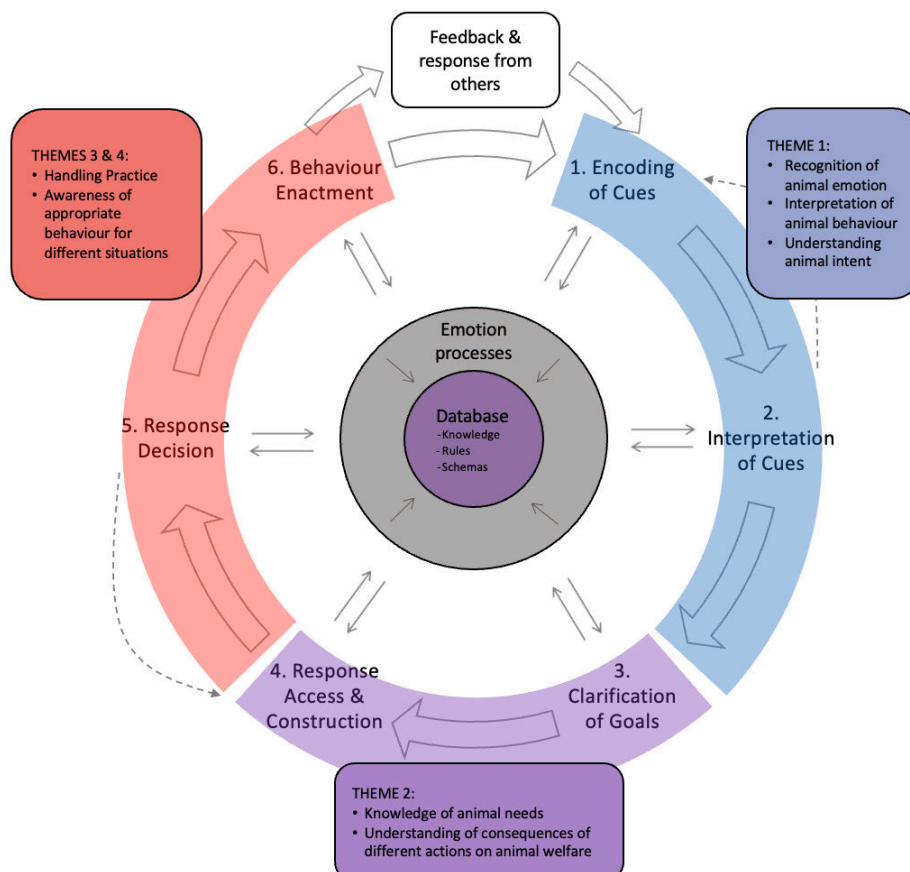 Feedback &
response from
others
THEMES 3 & 4:
• Handling Practice
• Awareness of
appropriate
behaviour for
different situations
6. Behaviour
Enactment
1. Encoding
of Cues
THEME 1:
• Recognition of
animal emotion
• Interpretation of
animal behaviour
• Understanding
animal intent
Emotion
processes
Database
-Knowledge
- Rules
-Schemas
5. Response
Decision
2.
Interpretation
of Cues
4. Response
Access &
Construction
3.
Clarification
of Goals
THEME 2:
• Knowledge of animal needs
• Understanding of consequences of
different actions on animal welfare